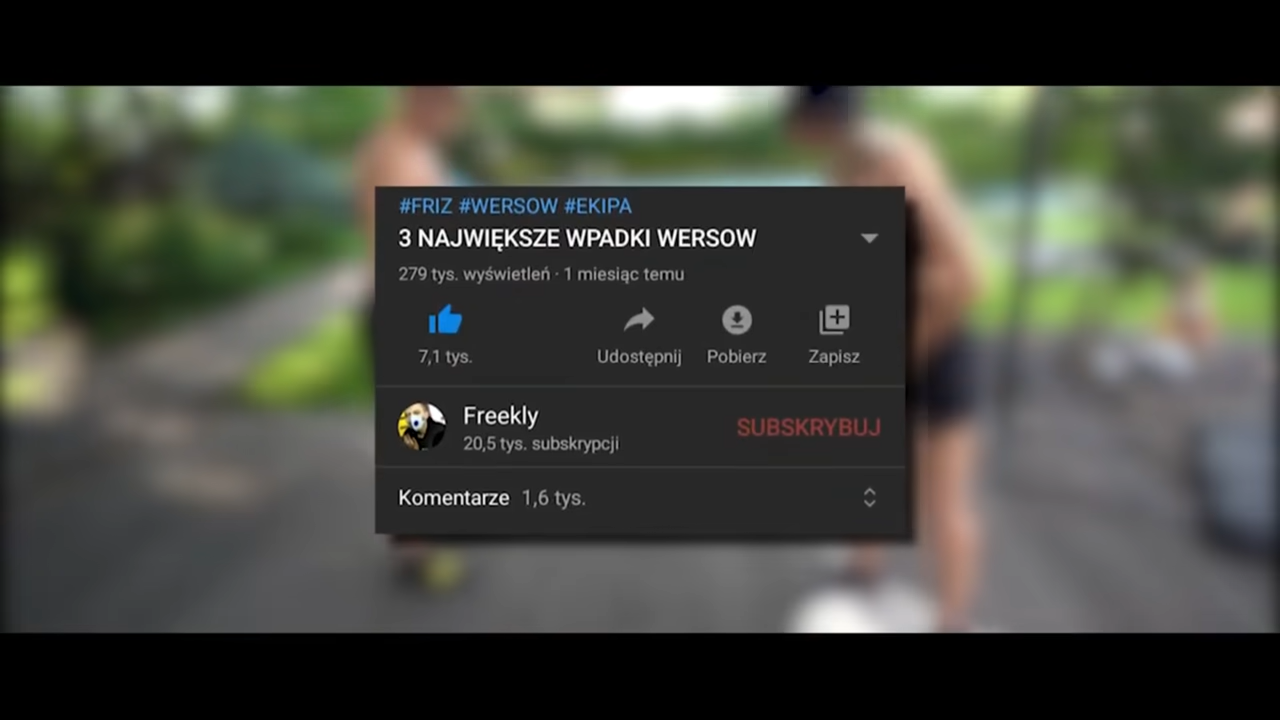 #FRIZ #WERSOW #EKIPA
3 NAJWIĘKSZE WPADKI WERSOW
279 tys. wyświetleń · 1 miesiąc temu
7,1 tys. Udostępnij Pobierz Zapisz
Freekly
20,5 tys. subskrypcji
SUBSKRYBUJ
Komentarze 1,6 tys.